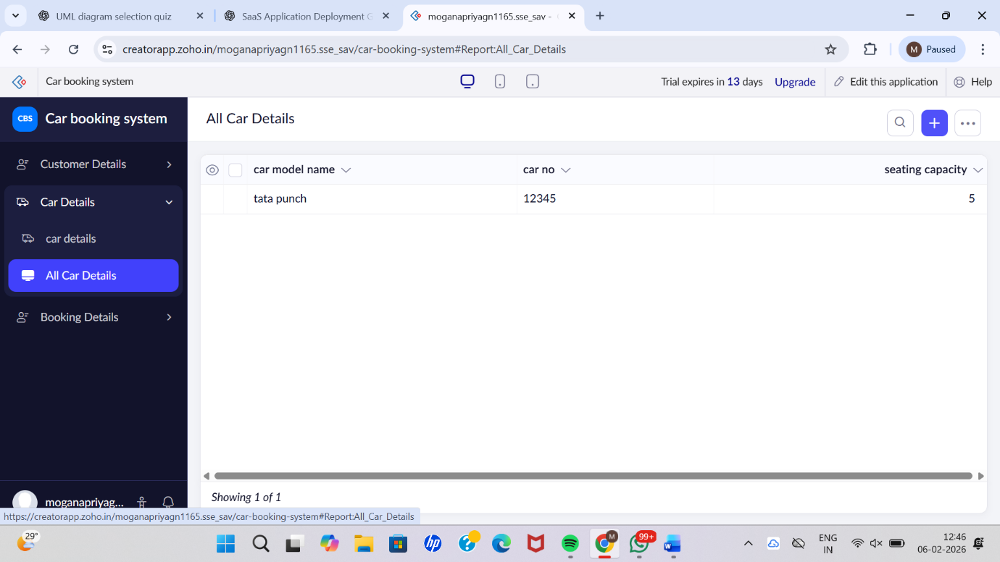 UML diagram selection quiz
SaaS Application Deployment G
moganapriyagn1165.sse_sav -
creatorapp.zoho.in/moganapriyagn1165.sse_sav/car-booking-system#Report:All_Car_Details
M Paused
Car booking system
Trial expires in 13 days Upgrade
Edit this application
Help
CBS Car booking system
All Car Details
Customer Details
Car Details
car details
All Car Details
Booking Details
car model name car no seating capacity
tata punch 12345 5
Showing 1 of 1
moganapriyag...
https://creatorapp.zoho.in/moganapriyagn1165.sse_sav/car-booking-system#Report:All_Car_Details
29°
hp
M
99+
W
ENG
IN
12:46
06-02-2026